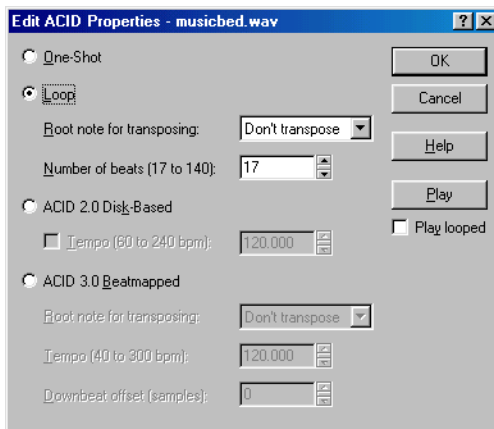 Edit ACID Properties - musicbed.wav
One-Shot
OK
Loop
Cancel
Root note for transposing: Don't transpose
Help
Number of beats (17 to 140): 17
Play
ACID 2.0 Disk-Based
Play looped
Tempo (60 to 240 bpm): 120.000
ACID 3.0 Beatmapped
Root note for transposing: Don't transpose
Tempo (40 to 300 bpm): 120.000
Downbeat offset (samples): 0